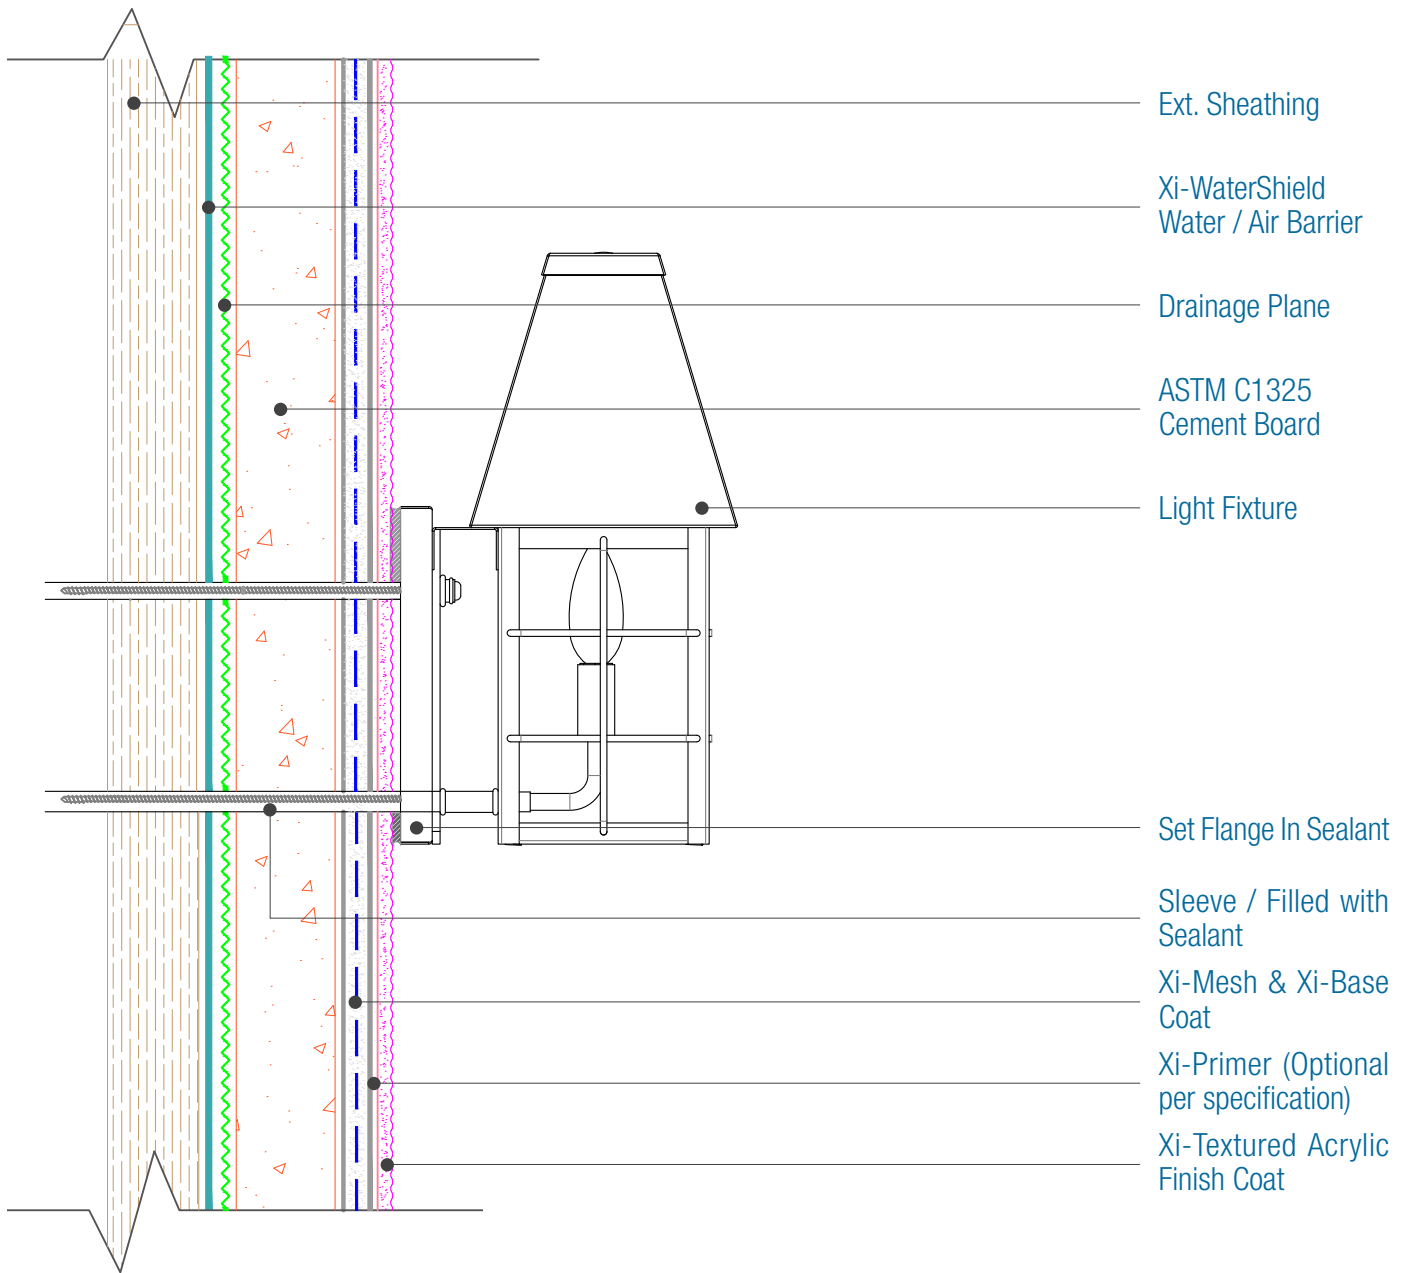 Ext. Sheathing
Xi-WaterShield
Water / Air Barrier
Drainage Plane
ASTM C1325
Cement Board
Light Fixture
Set Flange In Sealant
Sleeve / Filled with
Sealant
Xi-Mesh & Xi-Base
Coat
Xi-Primer (Optional
per specification)
Xi-Textured Acrylic
Finish Coat